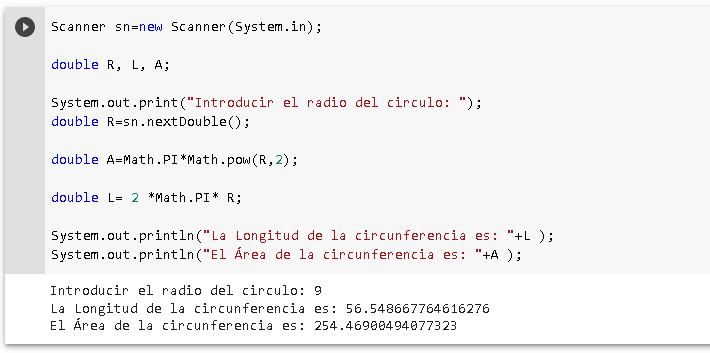 Scanner sn=new Scanner(System.in);
double R, L, A;
System.out.print("Introducir el radio del circulo: ");
double R=sn.nextDouble();
double A=Math.PI*Math.pow(R,2);
double L= 2 *Math.PI* R;
System.out.println("La Longitud de la circunferencia es: "+L );
System.out.println("El Área de la circunferencia es: "+A );
Introducir el radio del circulo: 9
La Longitud de la circunferencia es: 56.548667764616276
El Área de la circunferencia es: 254.46900494077323